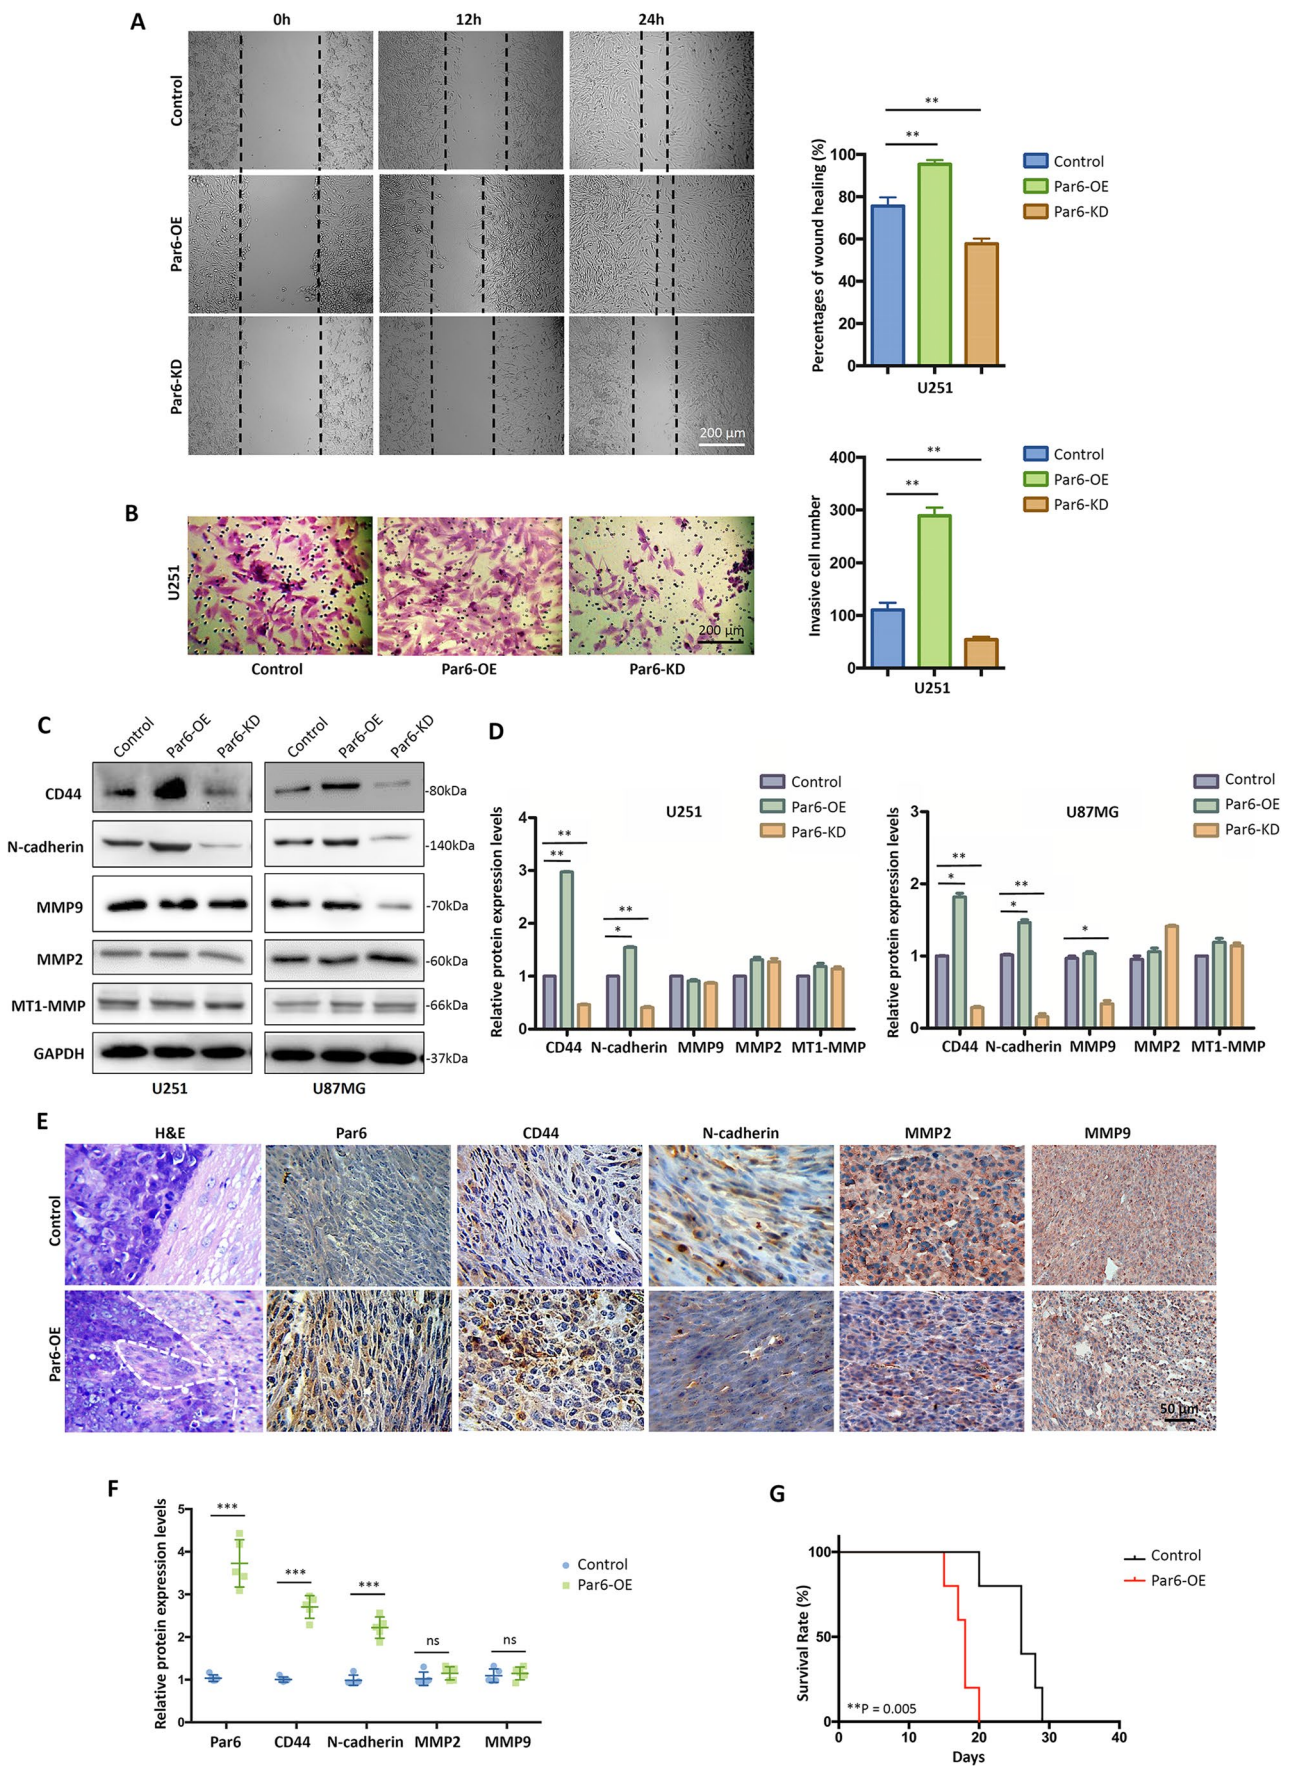 A
0h
12h
24h
Control
Par6-OE
Par6-KD
200 μm
**
**
Percentages of wound healing (%)
100
80
60
40
20
0
U251
Control
Par6-OE
Par6-KD
B
U251
Control
Par6-OE
Par6-KD
200 μm
**
**
Invasive cell number
400
300
200
100
0
U251
Control
Par6-OE
Par6-KD
C
Control
Par6-OE
Par6-KD
Control
Par6-OE
Par6-KD
CD44
-80kDa
N-cadherin
-140kDa
MMP9
-70kDa
MMP2
-60kDa
MT1-MMP
-66kDa
GAPDH
-37kDa
U251
U87MG
D
U251
Control
Par6-OE
Par6-KD
Relative protein expression levels
4
3
2
1
0
**
**
**
*
CD44
N-cadherin
MMP9
MMP2
MT1-MMP
U87MG
Control
Par6-OE
Par6-KD
Relative protein expression levels
3
2
1
0
**
*
**
*
*
CD44
N-cadherin
MMP9
MMP2
MT1-MMP
E
H&E
Par6
CD44
N-cadherin
MMP2
MMP9
Control
Par6-OE
50 μm
F
Relative protein expression levels
5
4
3
2
1
0
***
***
***
ns
ns
Par6
CD44
N-cadherin
MMP2
MMP9
Control
Par6-OE
G
Survival Rate (%)
100
50
0
**P = 0.005
0
10
20
30
40
Days
Control
Par6-OE